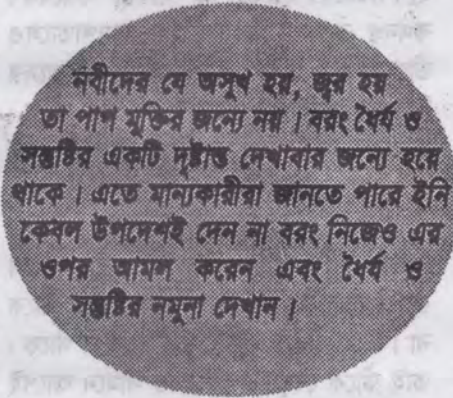 নবীদের যে অসুখ হয়, জ্বর হয়
তা পাপ মুক্তির জন্যে নয় । বরং ধৈর্য ও
সন্তুষ্টির একটি দৃষ্টান্ত দেখাবার জন্যে হয়ে
থাকে । এতে মান্যকারীরা জানতে পারে ইনি
কেবল উপদেশই দেন না বরং নিজেও এর
ওপর আমল করেন এবং ধৈর্য ও
সন্তুষ্টির নমুনা দেখান ।